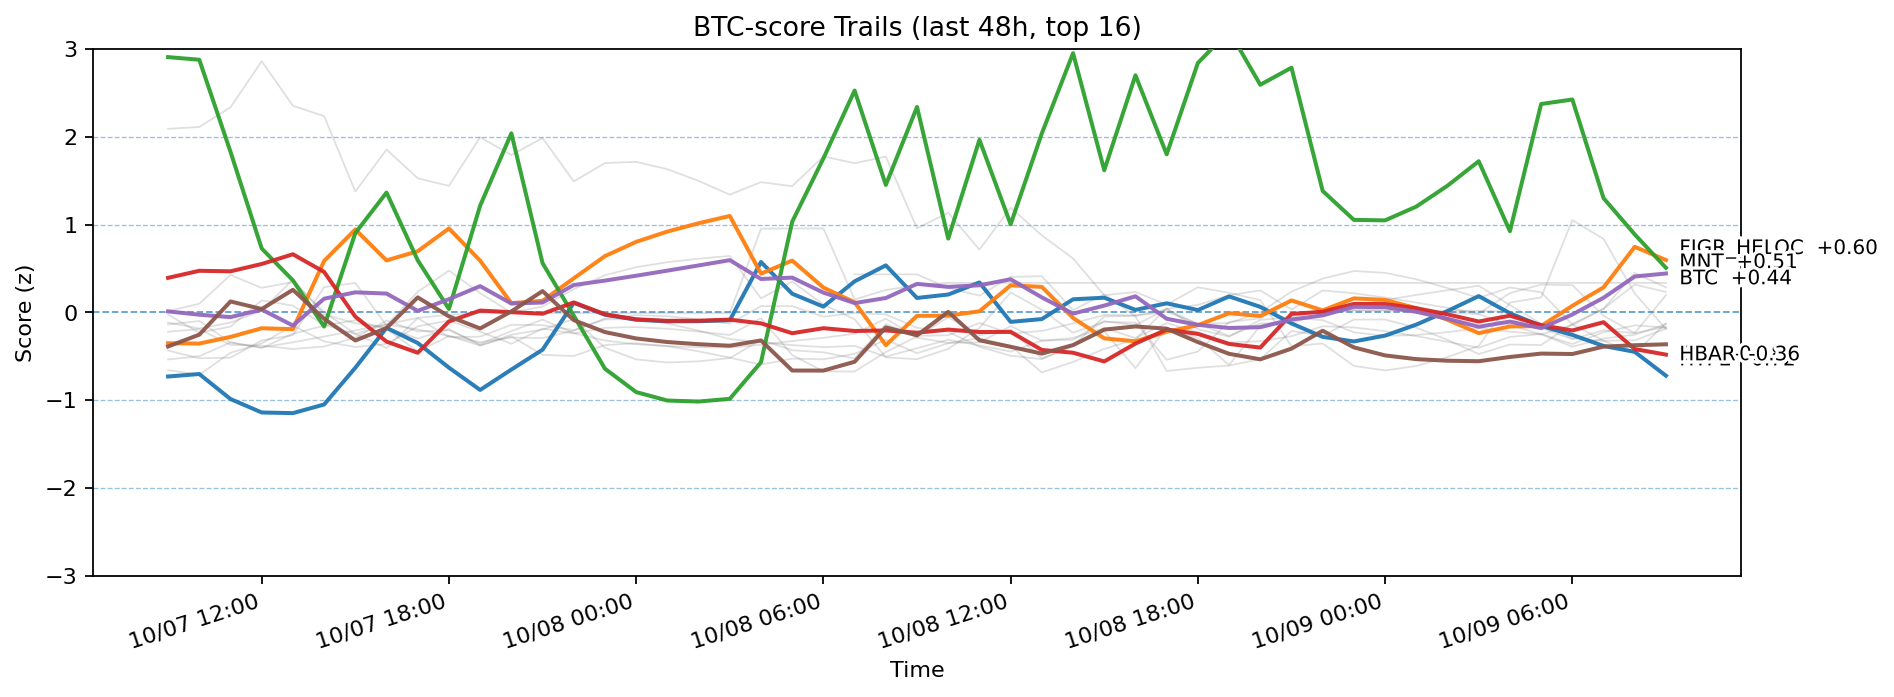 BTC-score Trails (last 48h, top 16)
Score (z)
3
2
1
0
−1
−2
−3
FIGR_HELOC +0.60
MNT +0.51
BTC +0.44
HBAR -0.36
10/07 12:00
10/07 18:00
10/08 00:00
10/08 06:00
10/08 12:00
10/08 18:00
10/09 00:00
10/09 06:00
Time